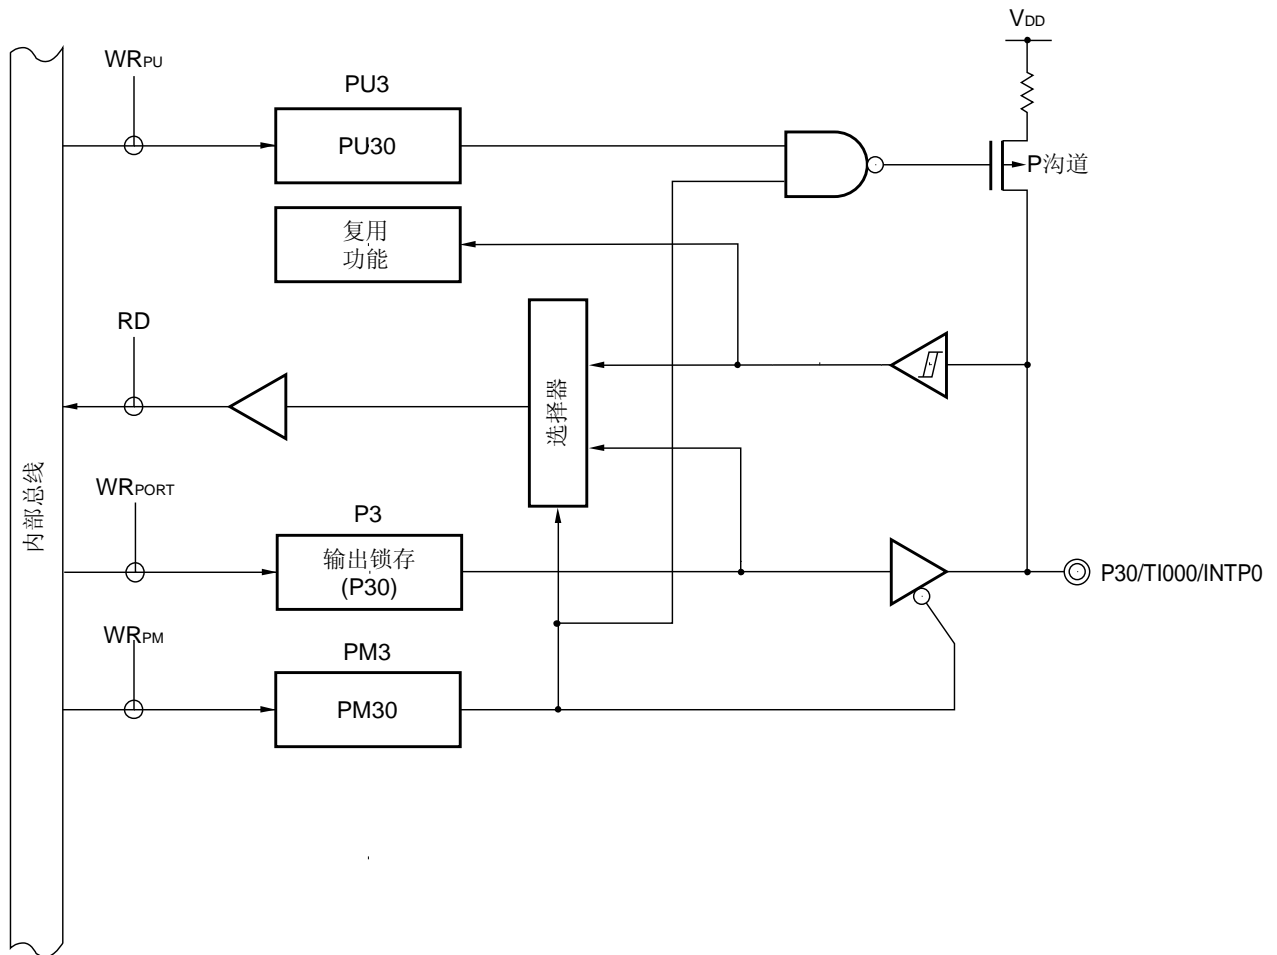 VDD
WRPU
PU3
PU30
P沟道
复用
功能
RD
选择器
内部总线
WRPORT
P3
输出锁存
(P30)
P30/TI000/INTP0
WRPM
PM3
PM30